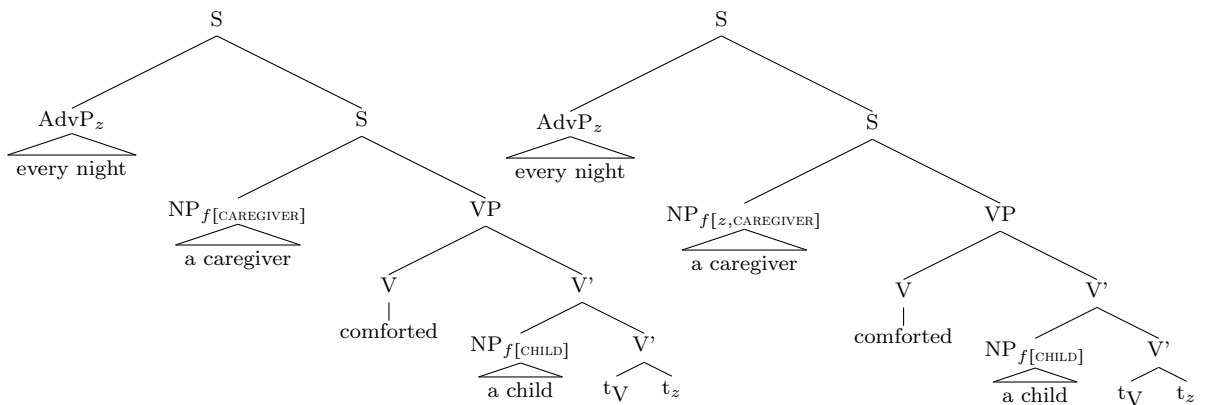 S S
AdvP_z S AdvP_z S
every night every night
NP_f[CAREGIVER] VP NP_f[z,CAREGIVER] VP
a caregiver a caregiver
V V' V V'
comforted comforted
NP_f[CHILD] V' NP_f[CHILD] V'
a child t_V t_z a child t_V t_z